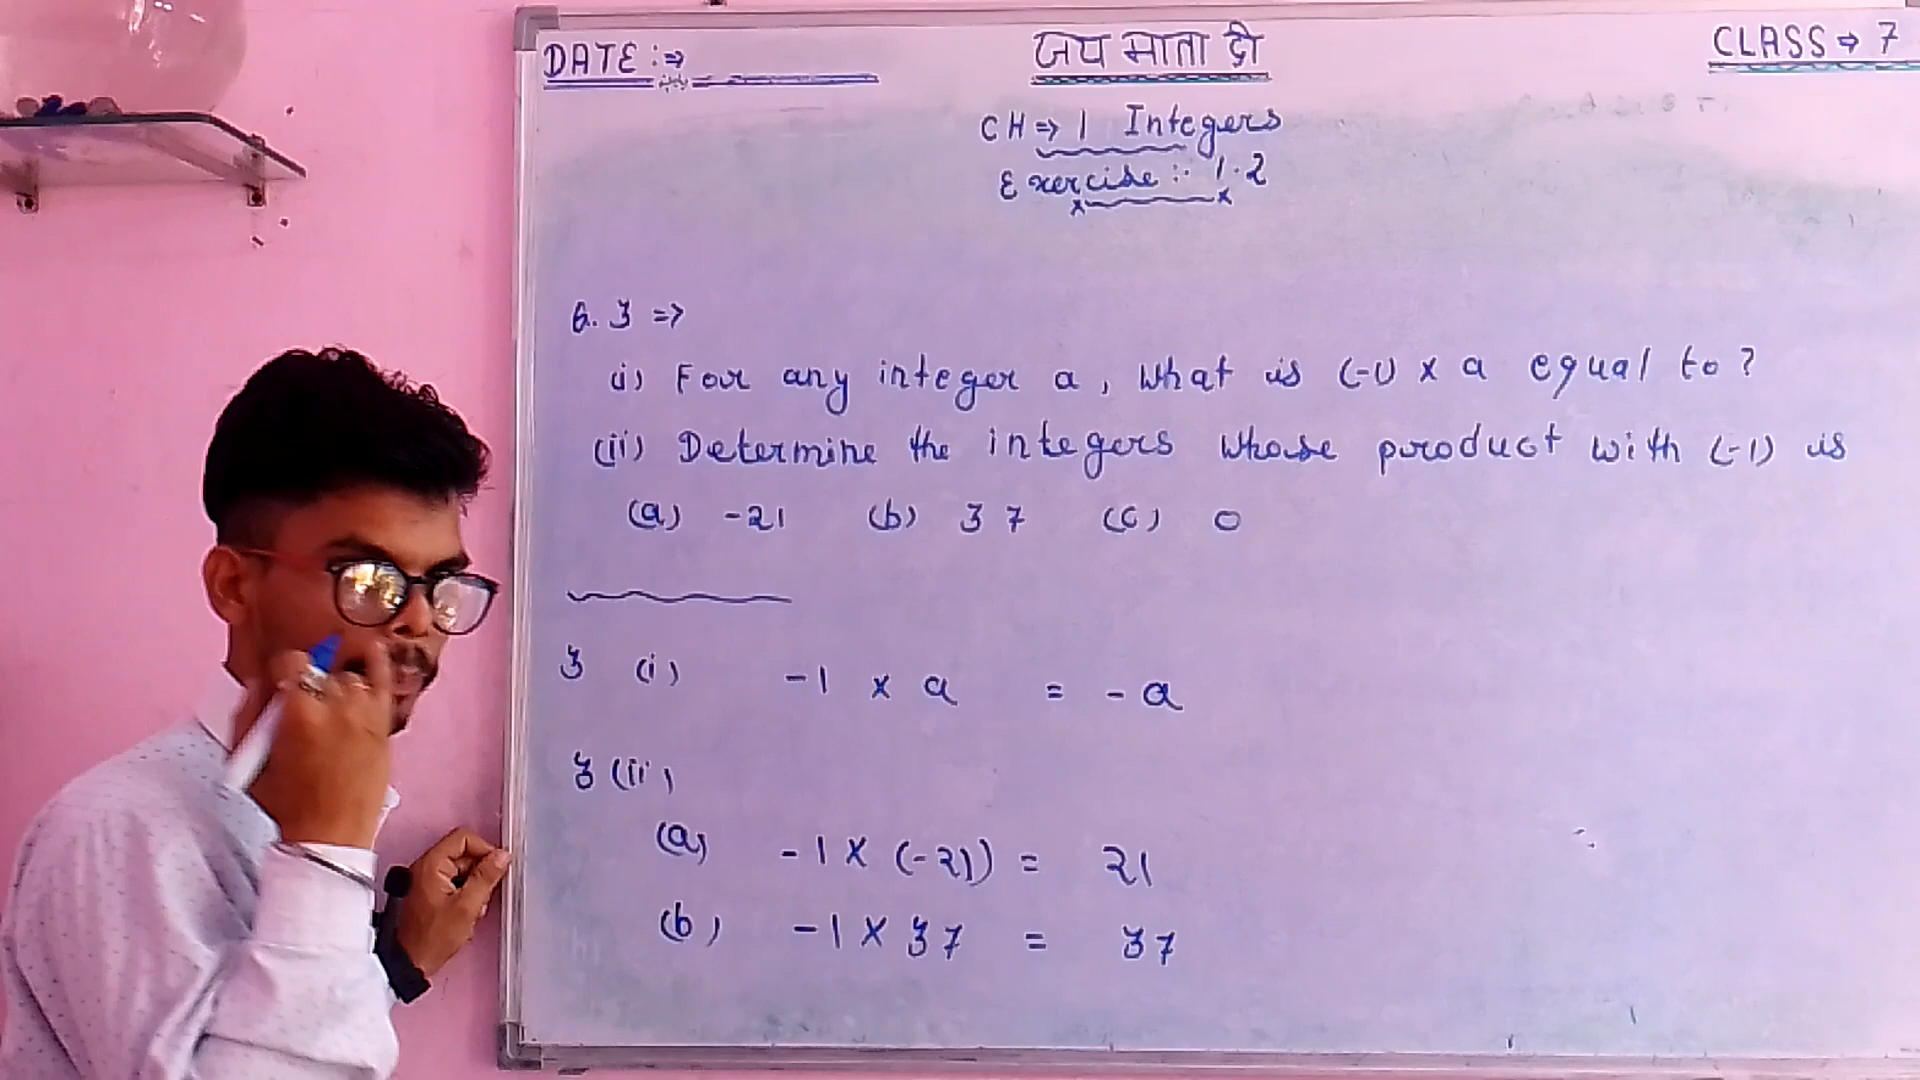 DATE :⇒
जय माता दी
CLASS ⇒ 7
CH ⇒ 1 Integers
Exercise :- 1.2
Q. 3 =>
(i) For any integer a, What is (-1) x a equal to ?
(ii) Determine the integers whose product with (-1) is
(a) -21 (b) 37 (c) 0
3 (i) -1 x a = -a
3 (ii)
(a) -1 x (-21) = 21
(b) -1 x 37 = 37